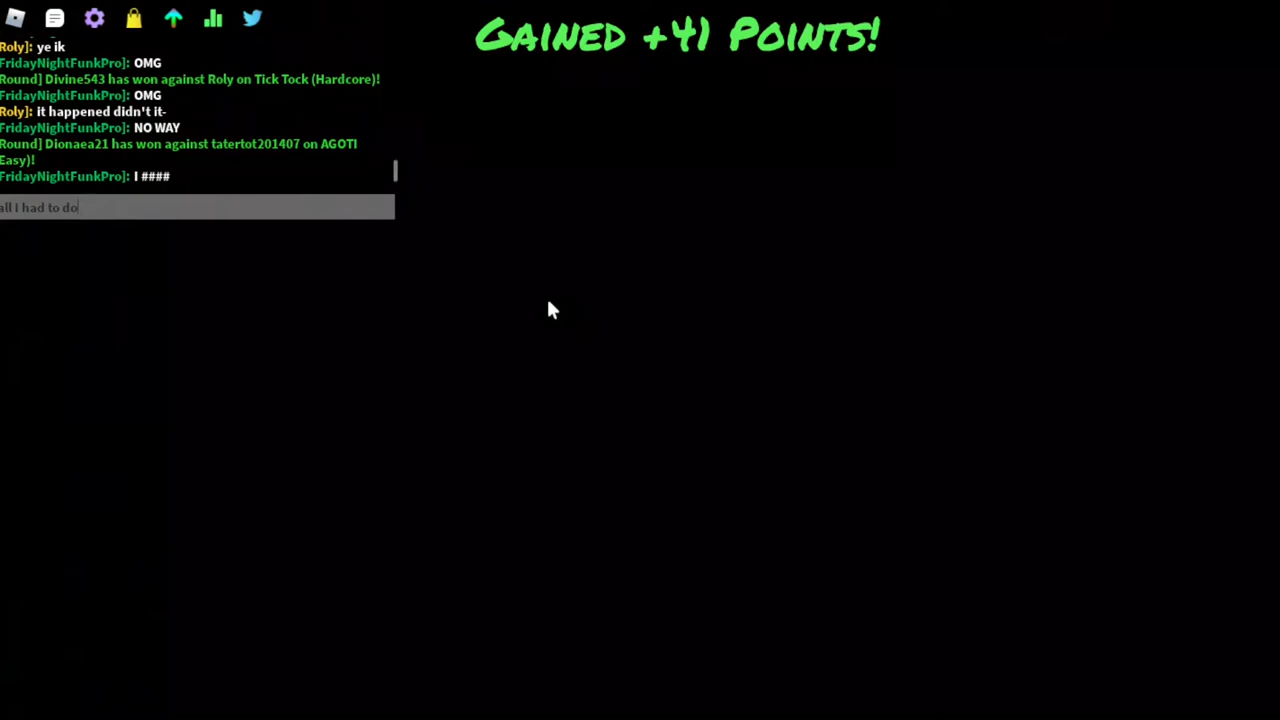 GAINED +41 POINTS!
Roly]: ye ik
FridayNightFunkPro]: OMG
Round] Divine543 has won against Roly on Tick Tock (Hardcore)!
FridayNightFunkPro]: OMG
Roly]: it happened didn't it-
FridayNightFunkPro]: NO WAY
Round] Dionaea21 has won against tatertot201407 on AGOTI
Easy)!
FridayNightFunkPro]: I ####
all i had to do